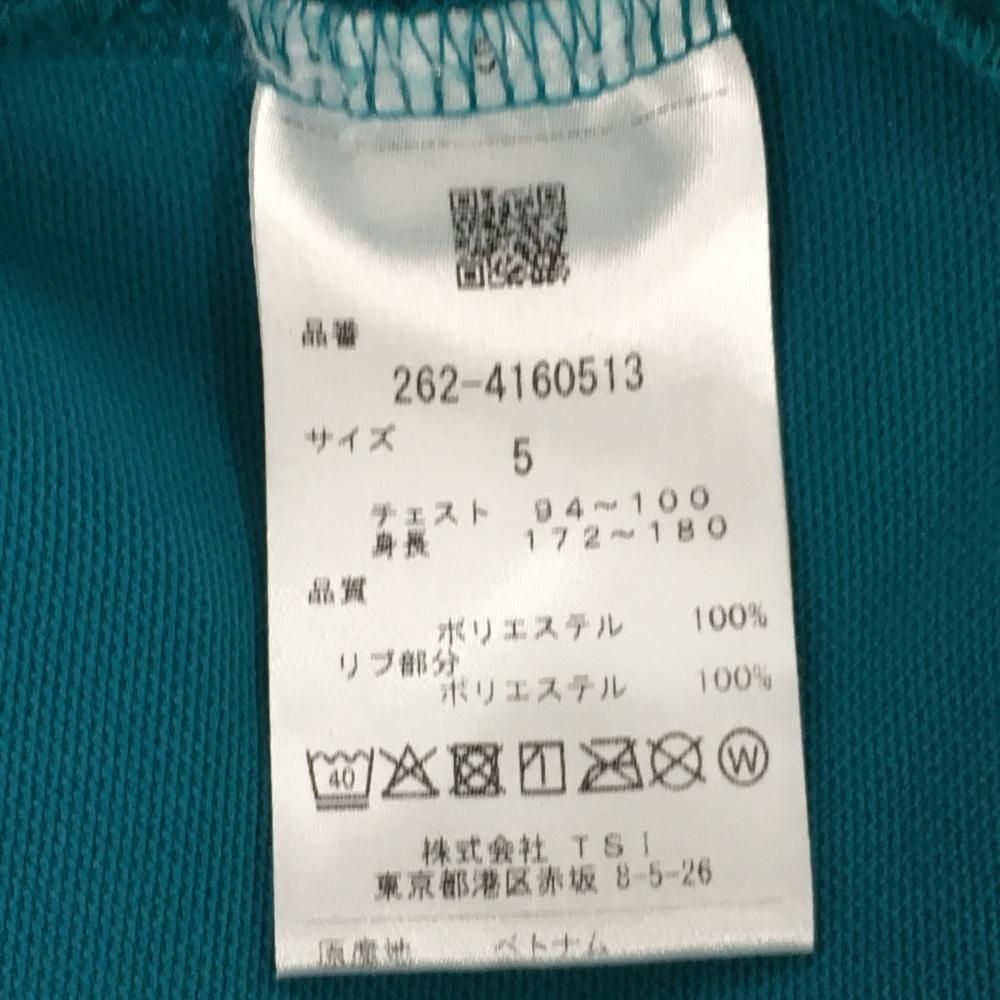 品番
262-4160513
サイズ 5
チェスト 94～100
身長 172～180
品質
ポリエステル 100%
リブ部分
ポリエステル 100%
40 W
株式会社 TSI
東京都港区赤坂 8-5-26
原産地 ベトナム